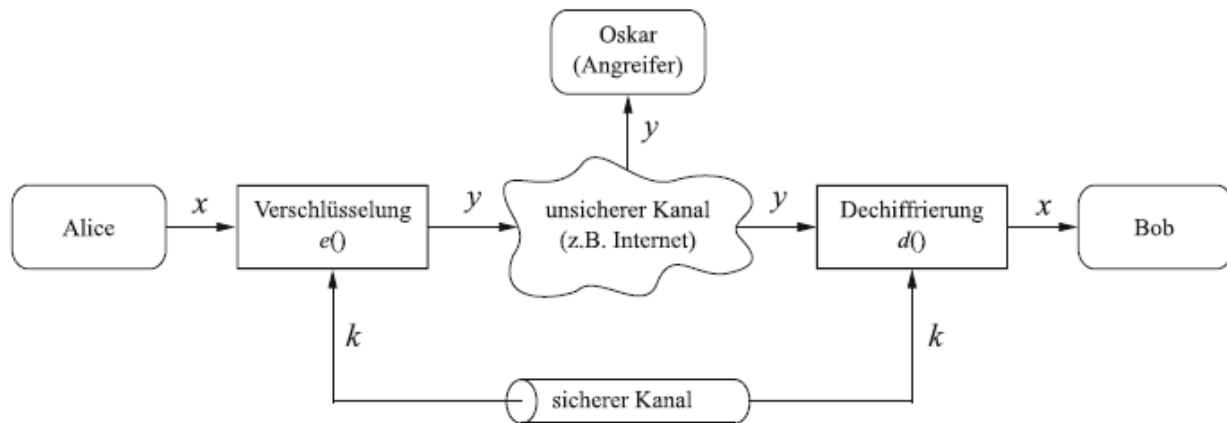 Oskar
(Angreifer)
y
Alice
x
Verschlüsselung
e()
y
unsicherer Kanal
(z.B. Internet)
y
Dechiffrierung
d()
x
Bob
k
k
sicherer Kanal